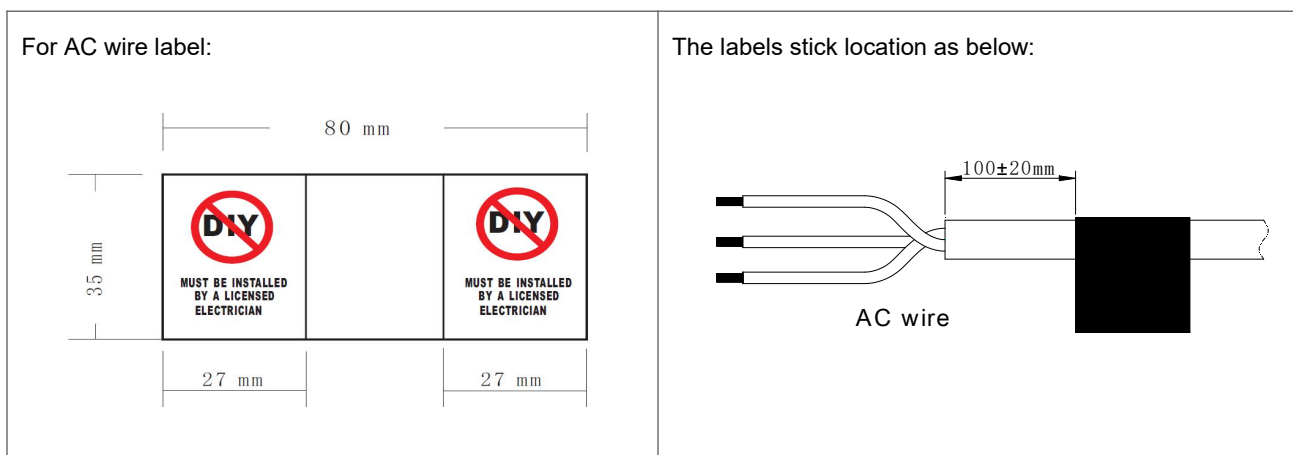 For AC wire label:
80 mm
35 mm
DIY
MUST BE INSTALLED
BY A LICENSED
ELECTRICIAN
DIY
MUST BE INSTALLED
BY A LICENSED
ELECTRICIAN
27 mm
27 mm
The labels stick location as below:
100±20mm
AC wire